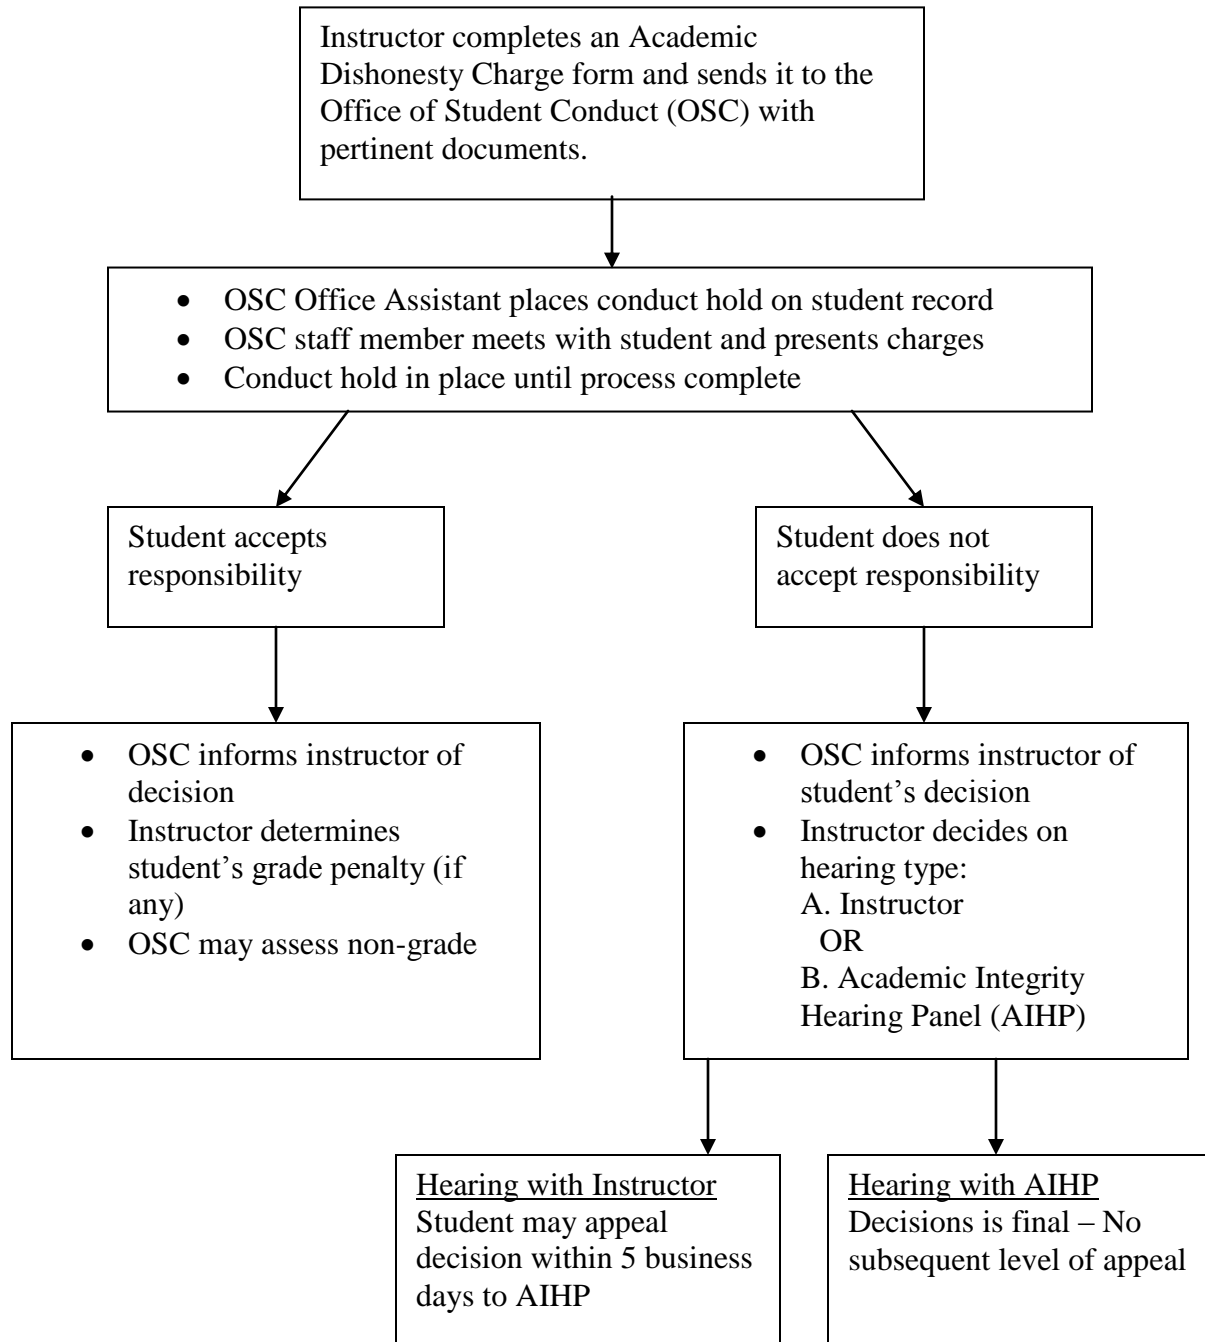 Instructor completes an Academic
Dishonesty Charge form and sends it to the
Office of Student Conduct (OSC) with
pertinent documents.
• OSC Office Assistant places conduct hold on student record
• OSC staff member meets with student and presents charges
• Conduct hold in place until process complete
Student accepts
responsibility
Student does not
accept responsibility
• OSC informs instructor of
decision
• Instructor determines
student’s grade penalty (if
any)
• OSC may assess non-grade
• OSC informs instructor of
student’s decision
• Instructor decides on
hearing type:
A. Instructor
OR
B. Academic Integrity
Hearing Panel (AIHP)
Hearing with Instructor
Student may appeal
decision within 5 business
days to AIHP
Hearing with AIHP
Decisions is final – No
subsequent level of appeal